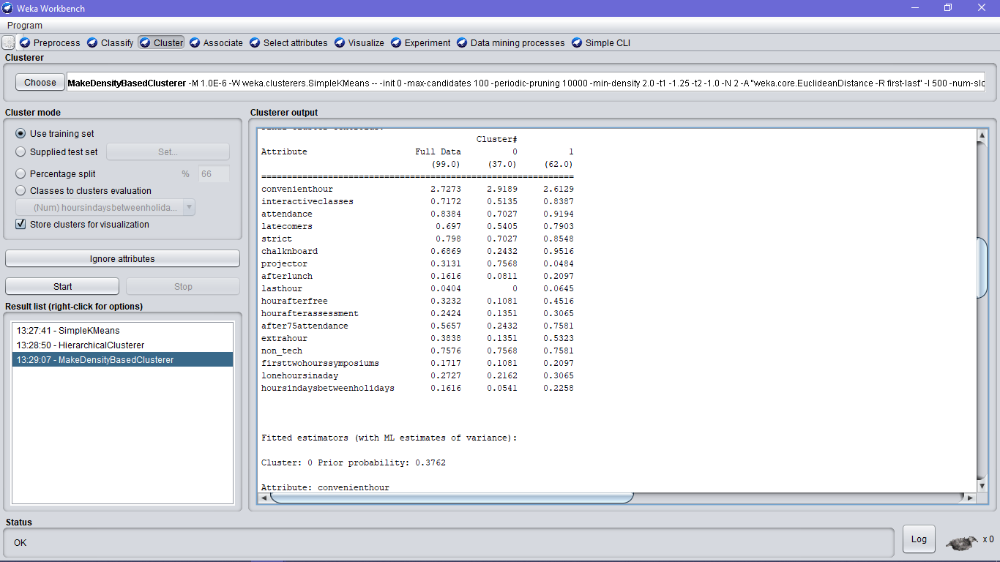 Weka Workbench
Program
Preprocess Classify Cluster Associate Select attributes Visualize Experiment Data mining processes Simple CLI
Clusterer
Choose MakeDensityBasedClusterer -M 1.0E-6 -W weka.clusterers.SimpleKMeans -- -init 0 -max-candidates 100 -periodic-pruning 10000 -min-density 2.0 -t1 -1.25 -t2 -1.0 -N 2 -A "weka.core.EuclideanDistance -R first-last" -I 500 -num-slo
Cluster mode
Use training set
Supplied test set Set...
Percentage split % 66
Classes to clusters evaluation
(Num) hoursindaysbetweenholida...
Store clusters for visualization
Ignore attributes
Start Stop
Result list (right-click for options)
13:27:41 - SimpleKMeans
13:28:50 - HierarchicalClusterer
13:29:07 - MakeDensityBasedClusterer
Clusterer output
Cluster#
Attribute Full Data 0 1
(99.0) (37.0) (62.0)
=============================================================
convenienthour 2.7273 2.9189 2.6129
interactiveclasses 0.7172 0.5135 0.8387
attendance 0.8384 0.7027 0.9194
latecomers 0.697 0.5405 0.7903
strict 0.798 0.7027 0.8548
chalknboard 0.6869 0.2432 0.9516
projector 0.3131 0.7568 0.0484
afterlunch 0.1616 0.0811 0.2097
lasthour 0.0404 0 0.0645
hourafterfree 0.3232 0.1081 0.4516
hourafterassessment 0.2424 0.1351 0.3065
after75attendance 0.5657 0.2432 0.7581
extrahour 0.3838 0.1351 0.5323
non_tech 0.7576 0.7568 0.7581
firsttwohourssymposiums 0.1717 0.1081 0.2097
lonehoursinaday 0.2727 0.2162 0.3065
hoursindaysbetweenholidays 0.1616 0.0541 0.2258
Fitted estimators (with ML estimates of variance):
Cluster: 0 Prior probability: 0.3762
Attribute: convenienthour
Status
OK
Log x 0